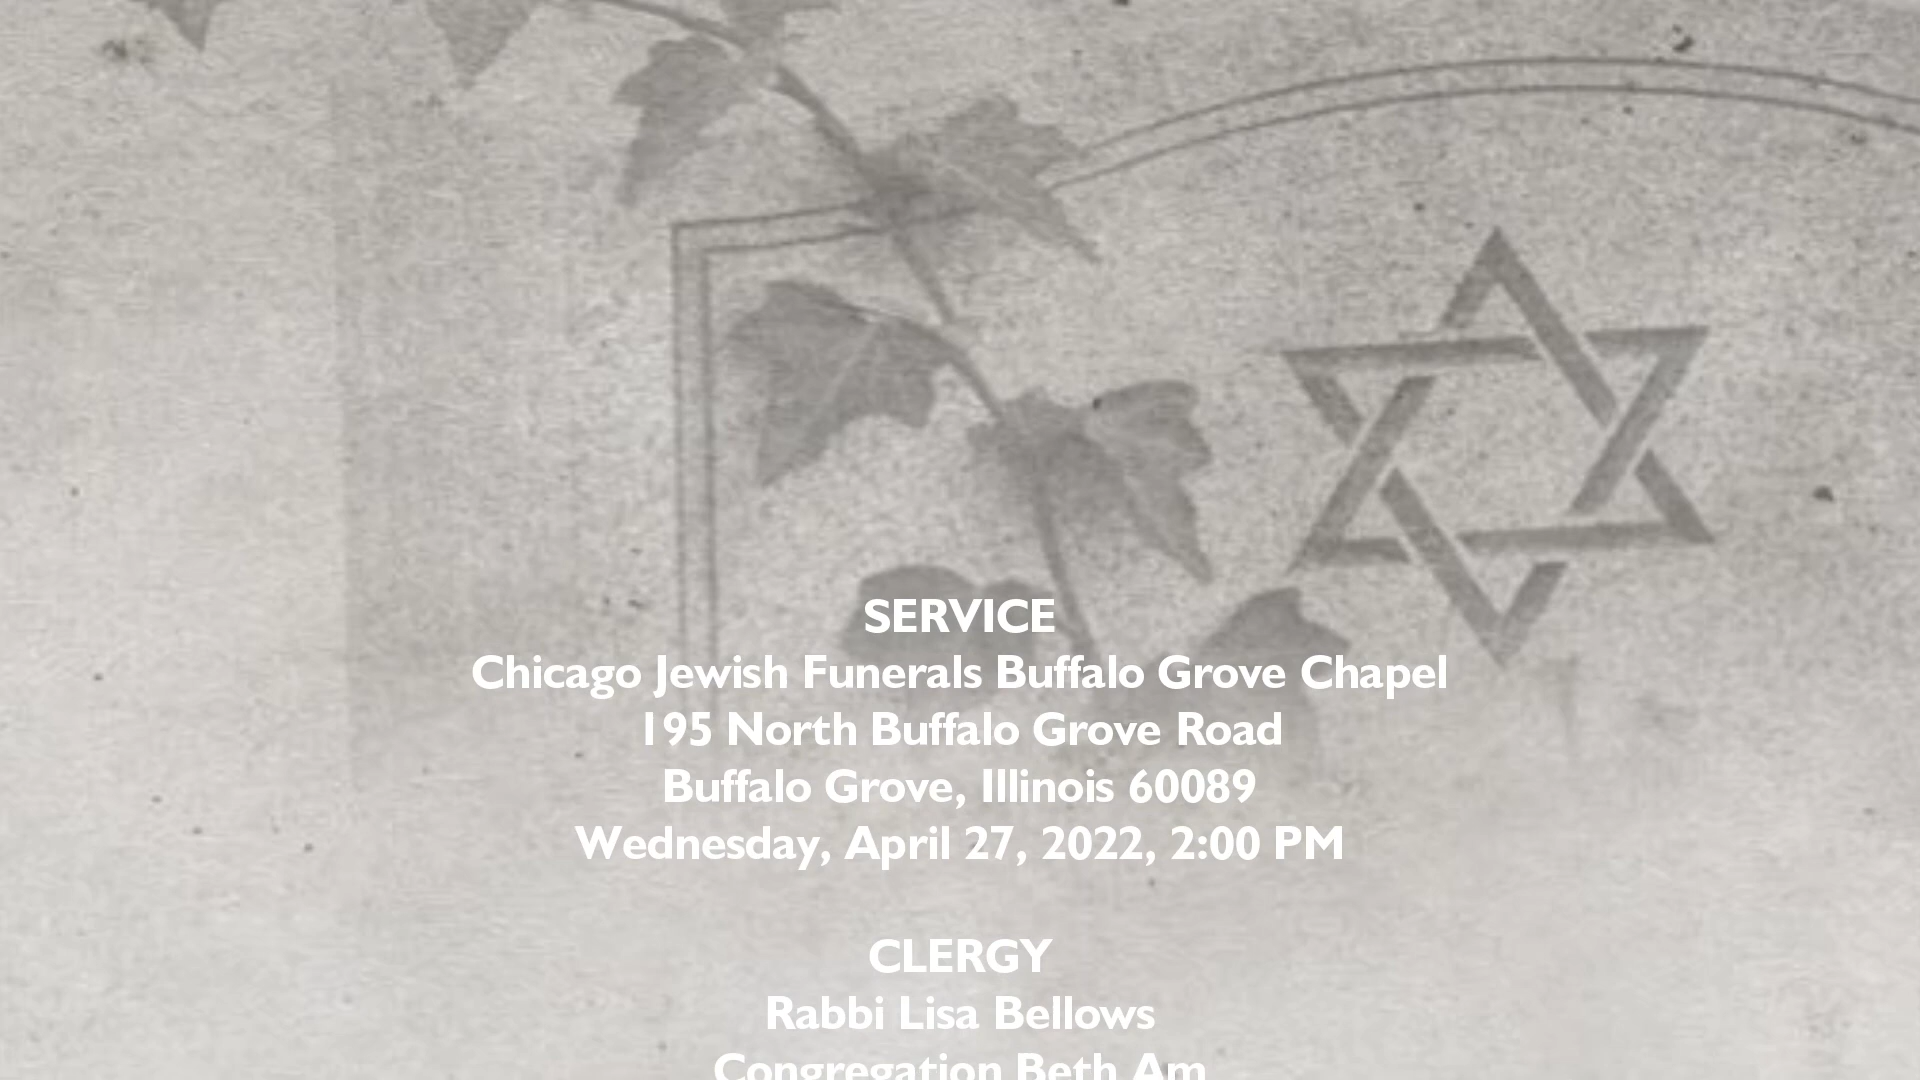 SERVICE
Chicago Jewish Funerals Buffalo Grove Chapel
195 North Buffalo Grove Road
Buffalo Grove, Illinois 60089
Wednesday, April 27, 2022, 2:00 PM
CLERGY
Rabbi Lisa Bellows
Congregation Beth Am